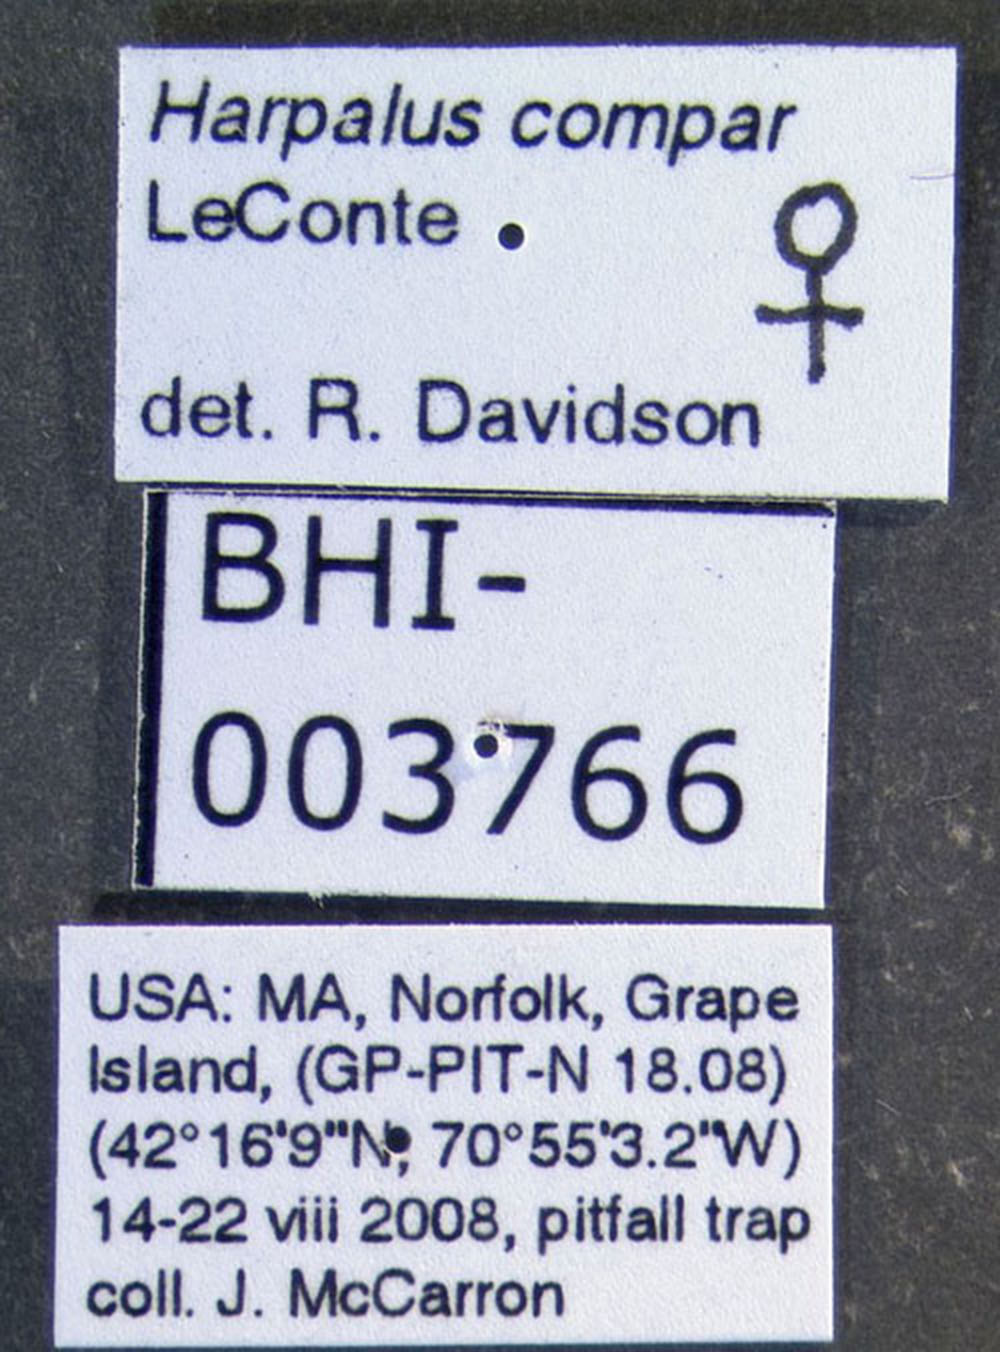 Harpalus compar
LeConte
♀
det. R. Davidson
BHI-
003766
USA: MA, Norfolk, Grape
Island, (GP-PIT-N 18.08)
(42°16'9"N, 70°55'3.2"W)
14-22 viii 2008, pitfall trap
coll. J. McCarron